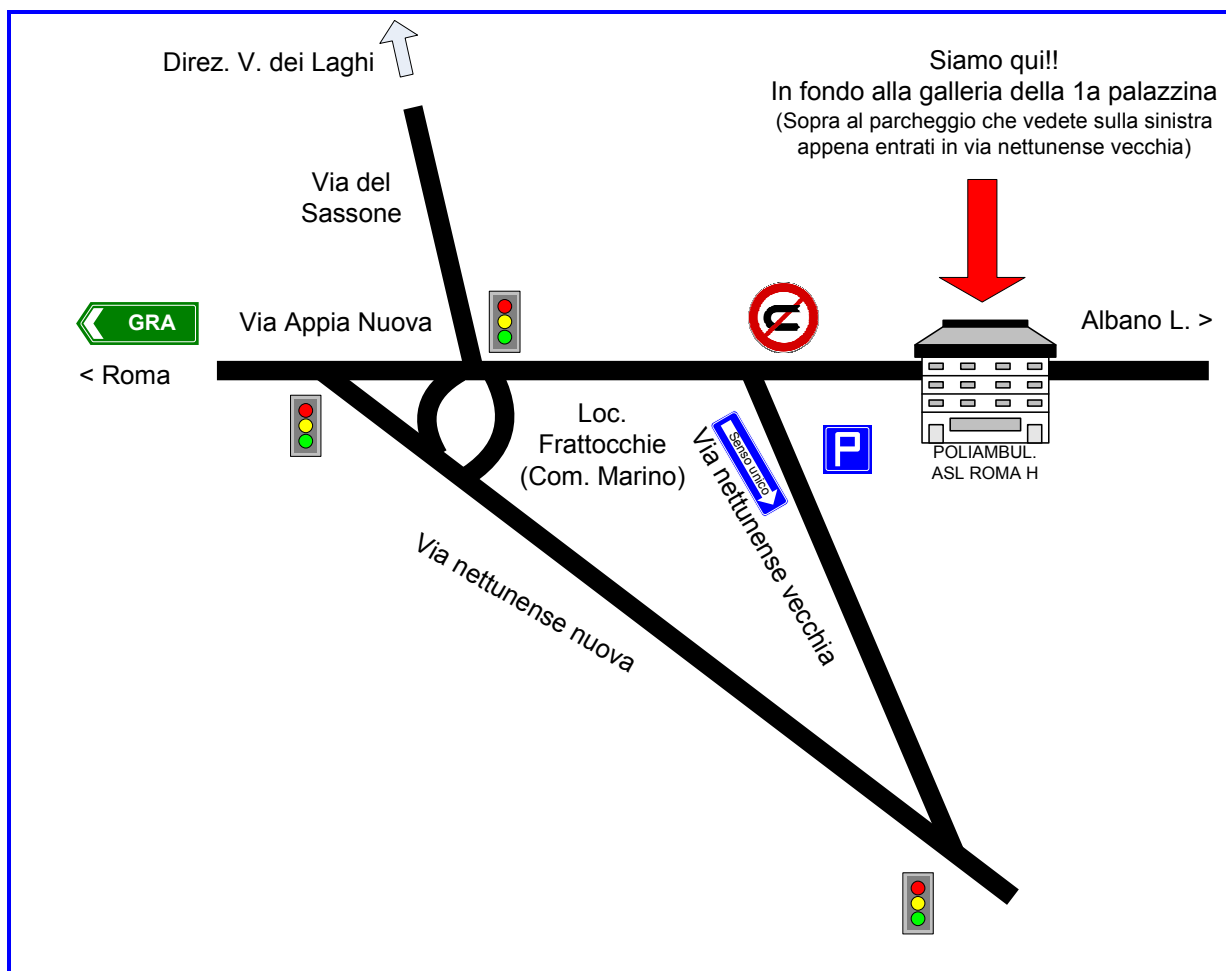 Direz. V. dei Laghi
Siamo qui!!
In fondo alla galleria della 1a palazzina
(Sopra al parcheggio che vedete sulla sinistra
appena entrati in via nettunense vecchia)
Via del
Sassone
GRA
Via Appia Nuova
Albano L. >
< Roma
Loc.
Frattocchie
(Com. Marino)
Senso unico
P
Via nettunense vecchia
POLIAMBUL.
ASL ROMA H
Via nettunense nuova